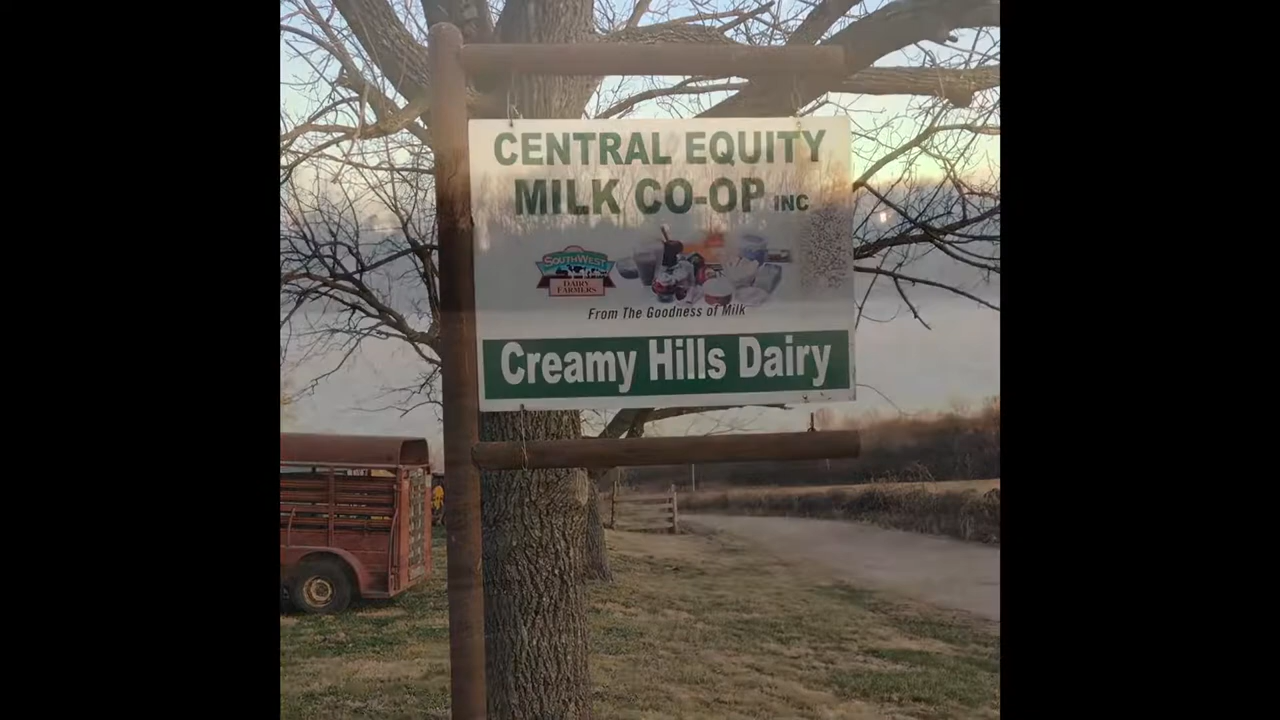 CENTRAL EQUITY
MILK CO-OP INC
SOUTHWEST
DAIRY
FARMERS
From The Goodness of Milk
Creamy Hills Dairy